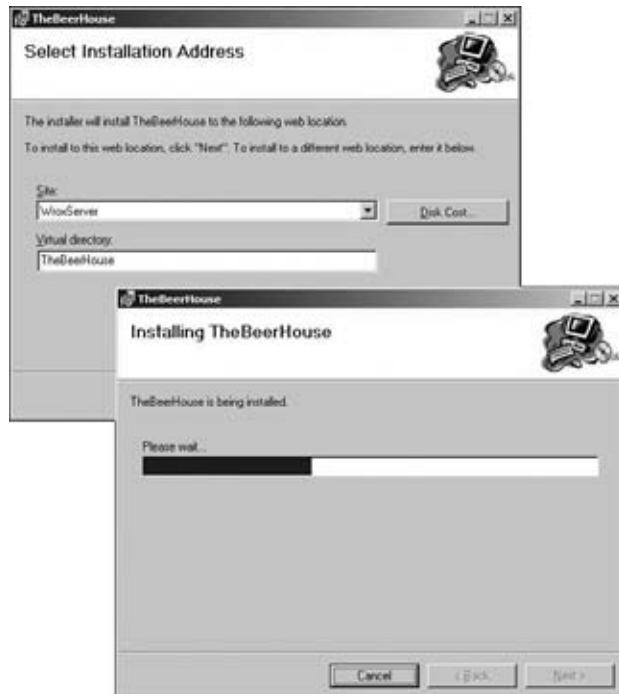 TheBeerHouse
Select Installation Address
The installer will install TheBeerHouse to the following web location.
To install to this web location, click "Next". To install to a different web location, enter it below.
Site:
WroxServer
Disk Cost...
Virtual directory:
TheBeerHouse
TheBeerHouse
Installing TheBeerHouse
TheBeerHouse is being installed.
Please wait...
Cancel
< Back
Next >